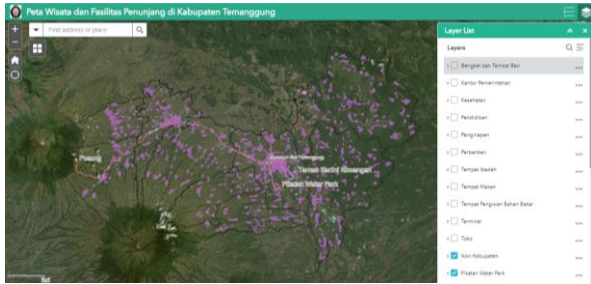 Peta Wisata dan Fasilitas Penunjang di Kabupaten Temanggung
Find address or place
Layer List
Layers
Bengkel dan Tambal Ban
Kantor Pemerintahan
Kesehatan
Pendidikan
Penginapan
Perbankan
Tempat Ibadah
Tempat Makan
Tempat Pengisian Bahan Bakar
Terminal
Toko
Ikon Kabupaten
Pikatan Water Park
Posong
Taman Kartini Kowangan
Pikatan Water Park